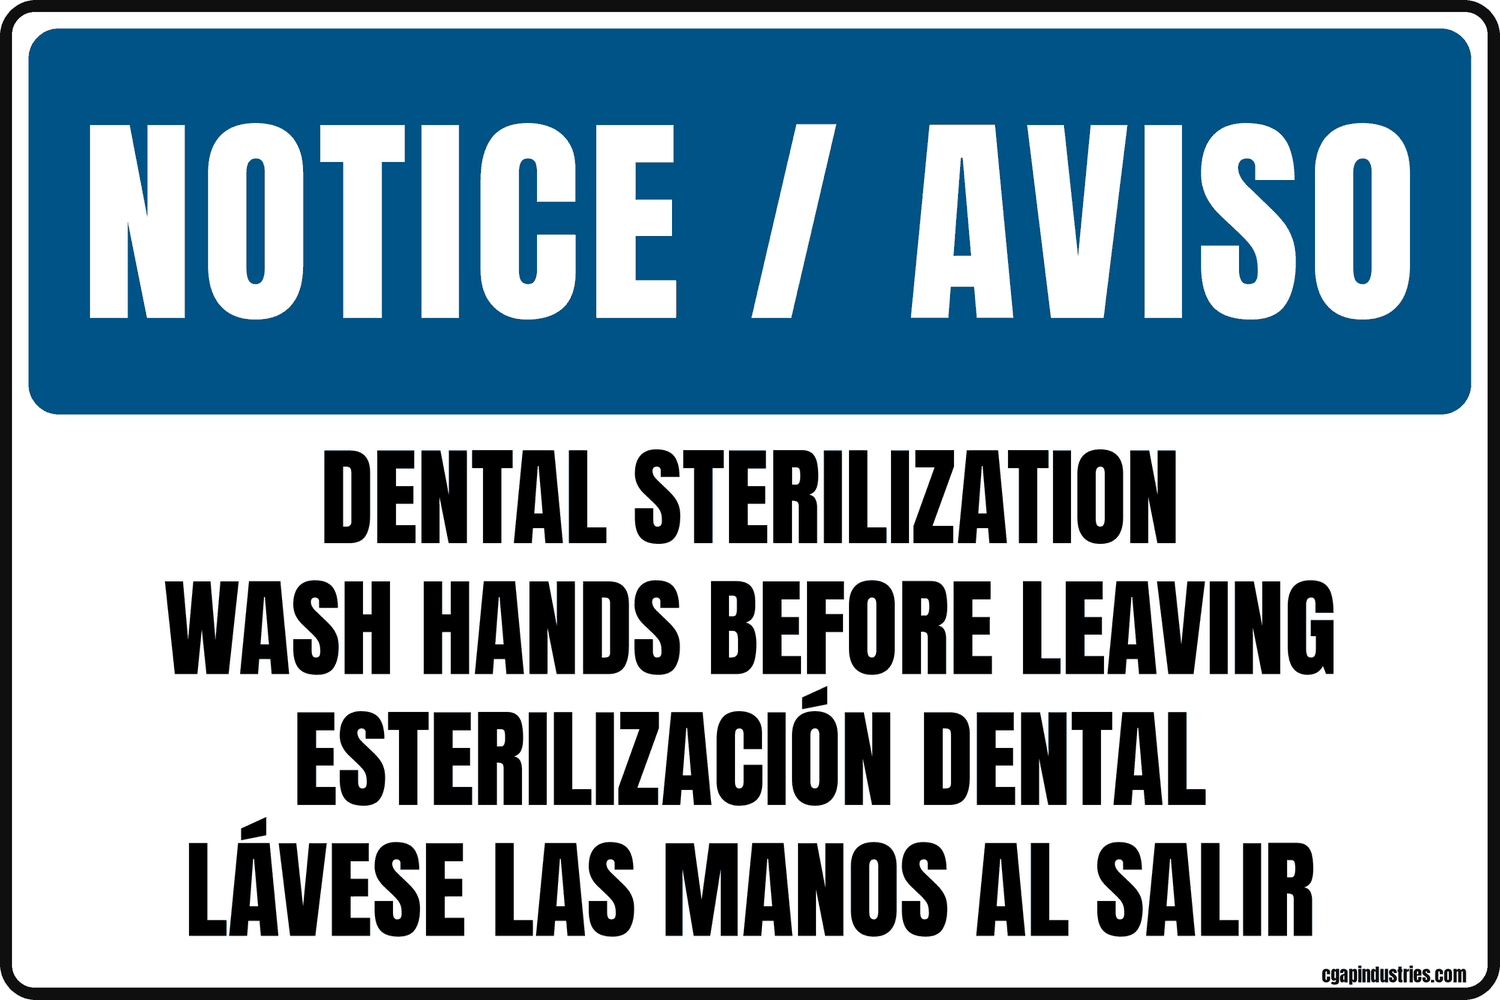 NOTICE / AVISO
DENTAL STERILIZATION
WASH HANDS BEFORE LEAVING
ESTERILIZACIÓN DENTAL
LÁVESE LAS MANOS AL SALIR
cgapindustries.com